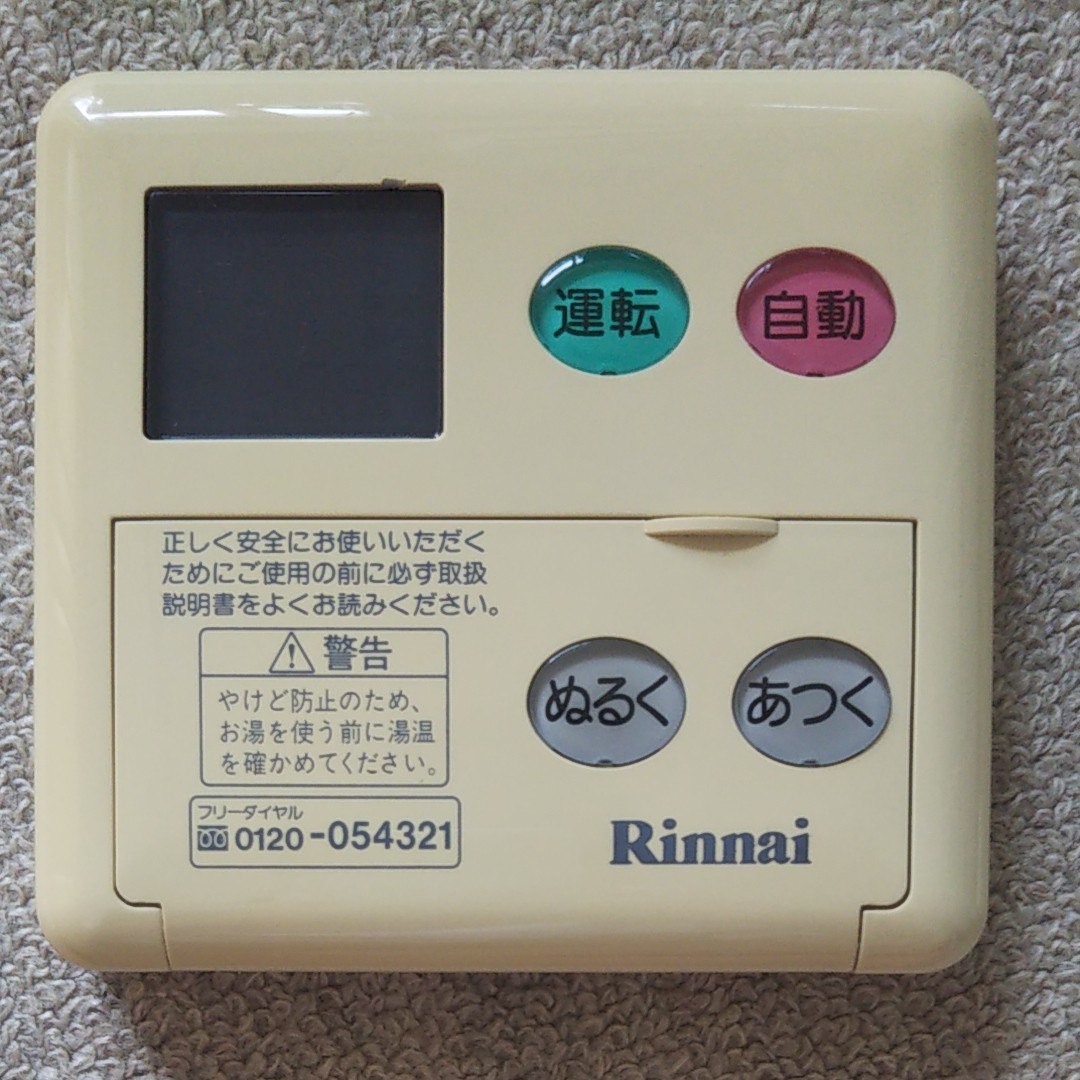 運転
自動
正しく安全にお使いいただく
ためにご使用の前に必ず取扱
説明書をよくお読みください。
警告
やけど防止のため、
お湯を使う前に湯温
を確かめてください。
フリーダイヤル
0120-054321
ぬるく
あつく
Rinnai